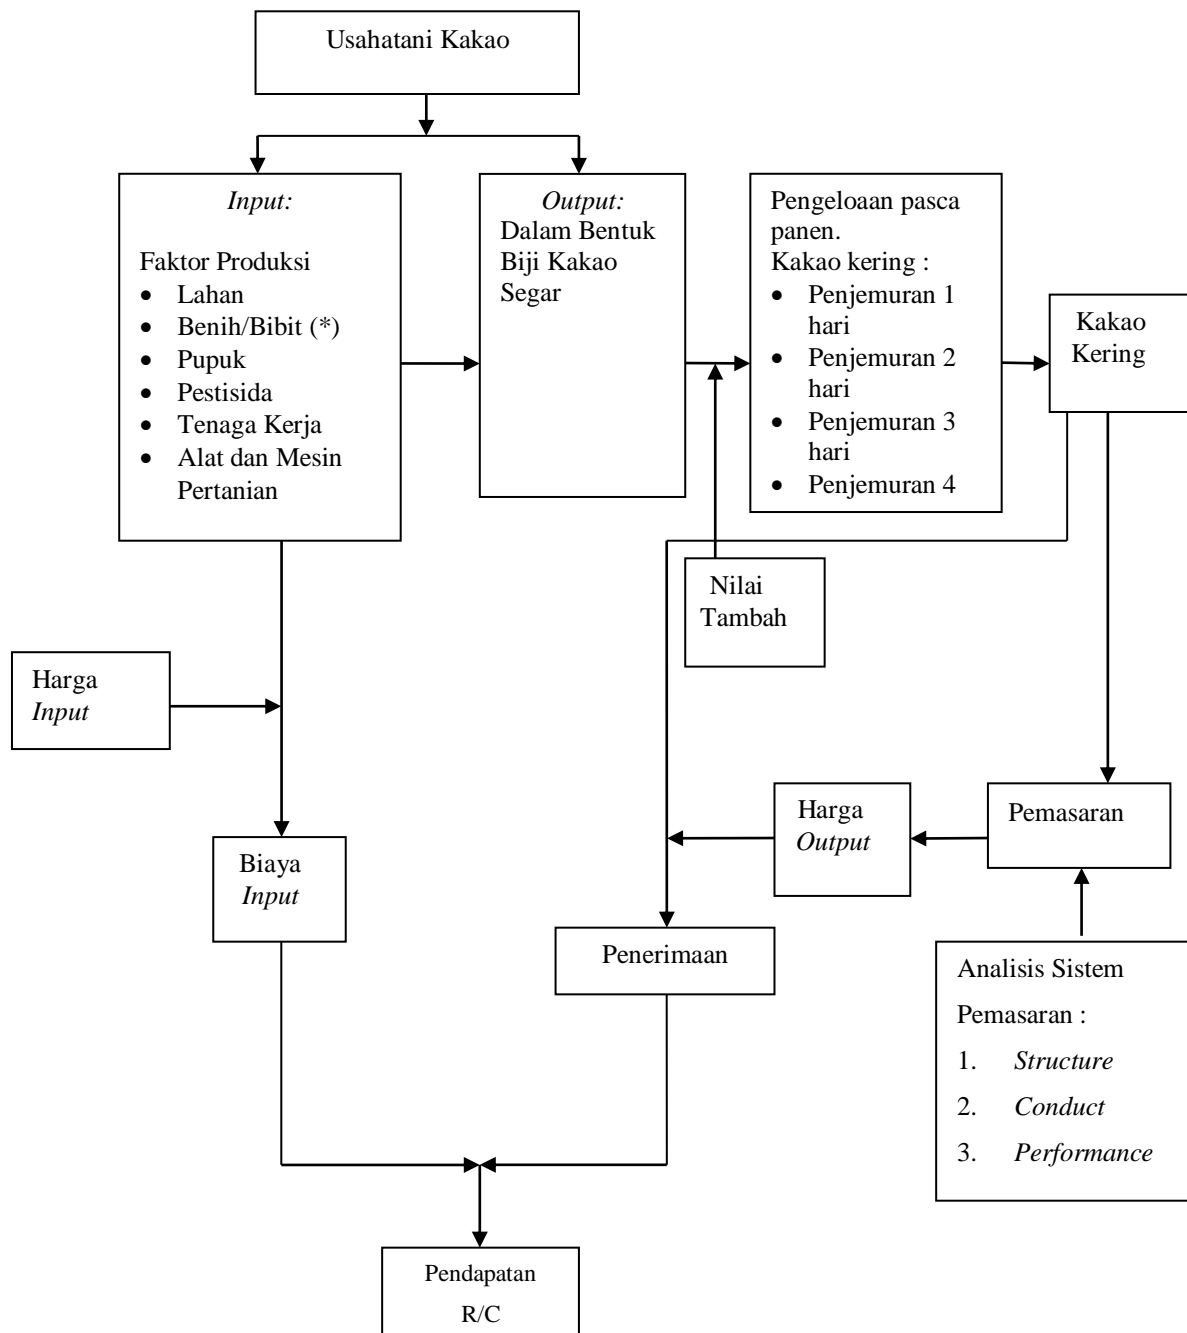 Usahatani Kakao
Input:
Faktor Produksi
• Lahan
• Benih/Bibit (*)
• Pupuk
• Pestisida
• Tenaga Kerja
• Alat dan Mesin
Pertanian
Output:
Dalam Bentuk
Biji Kakao
Segar
Pengeloaan pasca
panen.
Kakao kering :
• Penjemuran 1
hari
• Penjemuran 2
hari
• Penjemuran 3
hari
• Penjemuran 4
Kakao
Kering
Nilai
Tambah
Harga
Input
Biaya
Input
Harga
Output
Pemasaran
Penerimaan
Analisis Sistem
Pemasaran :
1. Structure
2. Conduct
3. Performance
Pendapatan
R/C